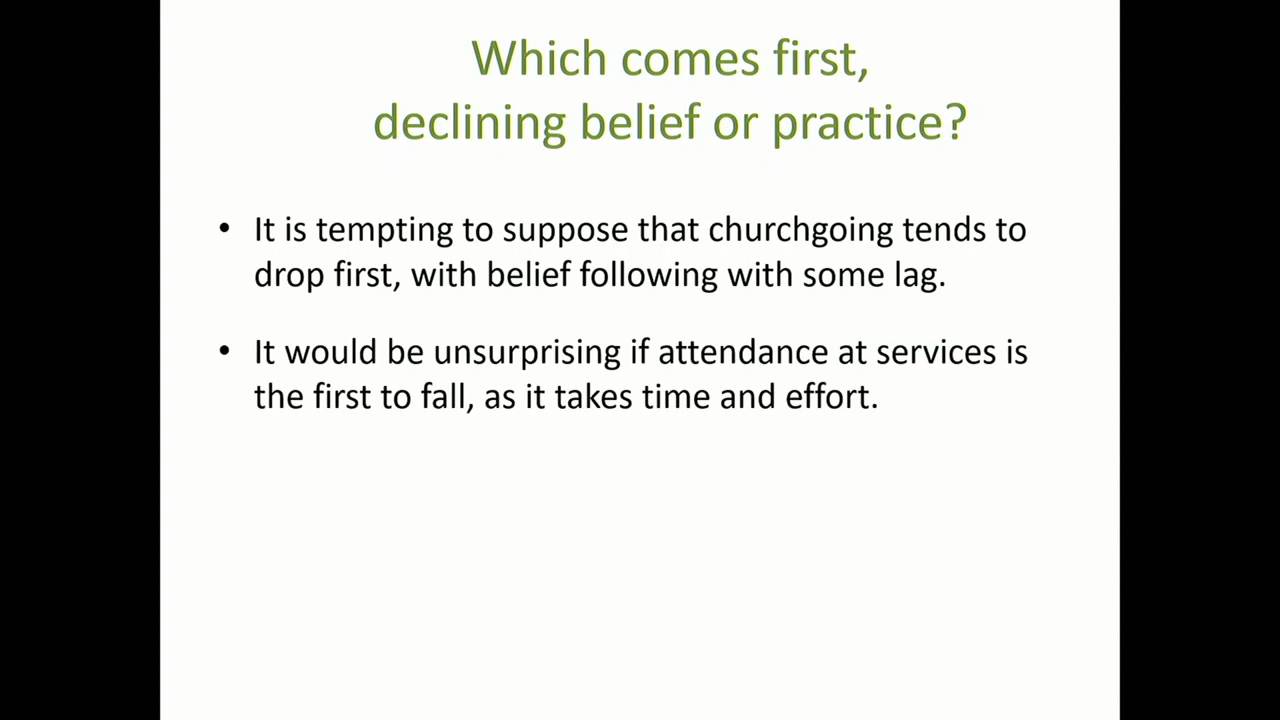 Which comes first,
declining belief or practice?
• It is tempting to suppose that churchgoing tends to
drop first, with belief following with some lag.
• It would be unsurprising if attendance at services is
the first to fall, as it takes time and effort.